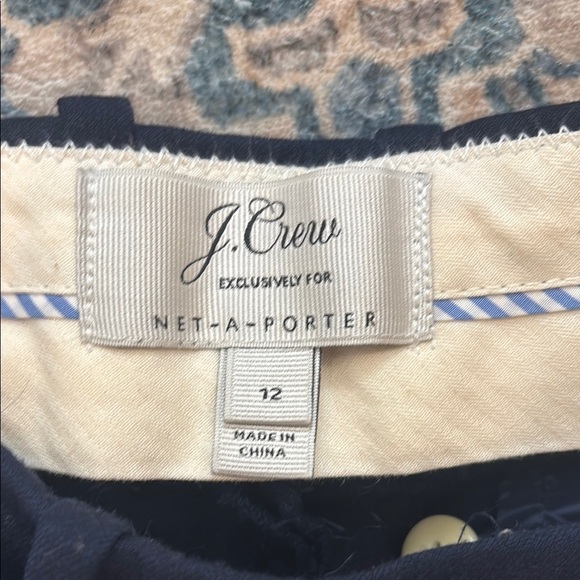 J.Crew
EXCLUSIVELY FOR
NET-A-PORTER
12
MADE IN
CHINA